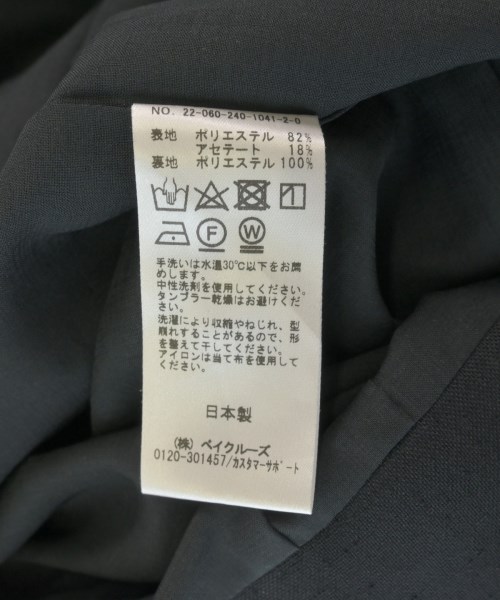 NO. 22-060-240-1041-2-0
表地 ポリエステル 82%
アセテート 18%
裏地 ポリエステル 100%
F
W
手洗いは水温30℃以下をお薦
めします。
中性洗剤を使用してください。
タンブラー乾燥はお避けくだ
さい。
洗濯により収縮やねじれ、型
崩れすることがあるので、形
を整えて干してください。
アイロンは当て布を使用して
ください。
日本製
(株) ベイクルーズ
0120-301457/カスタマーサポート